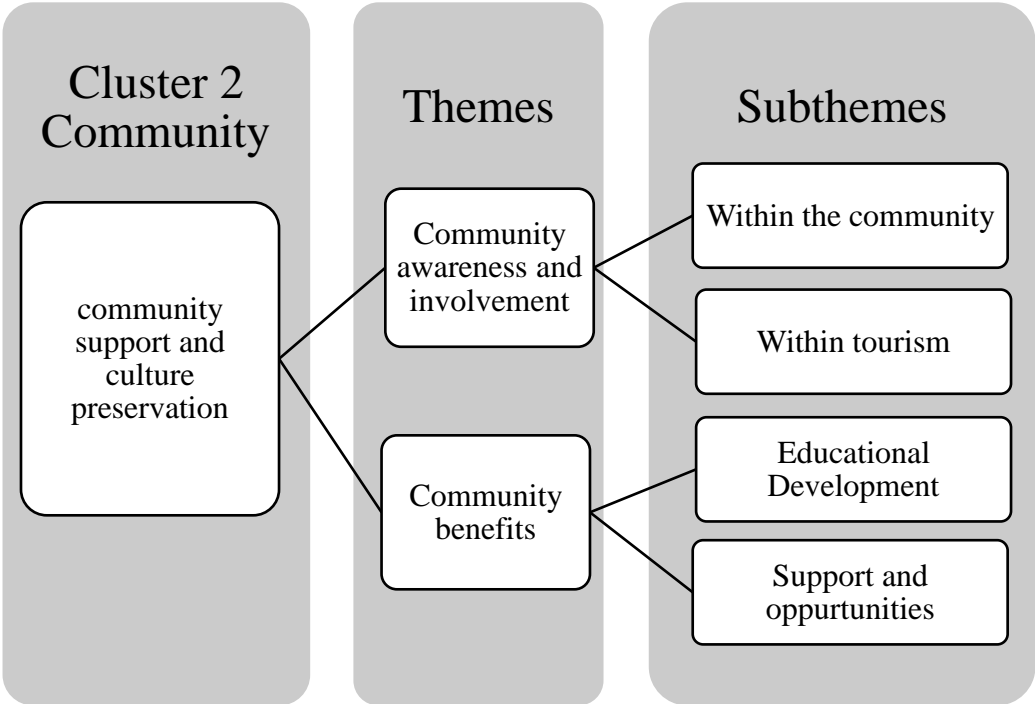 Cluster 2
Community
Themes
Subthemes
community
support and
culture
preservation
Community
awareness and
involvement
Community
benefits
Within the community
Within tourism
Educational
Development
Support and
oppurtunities